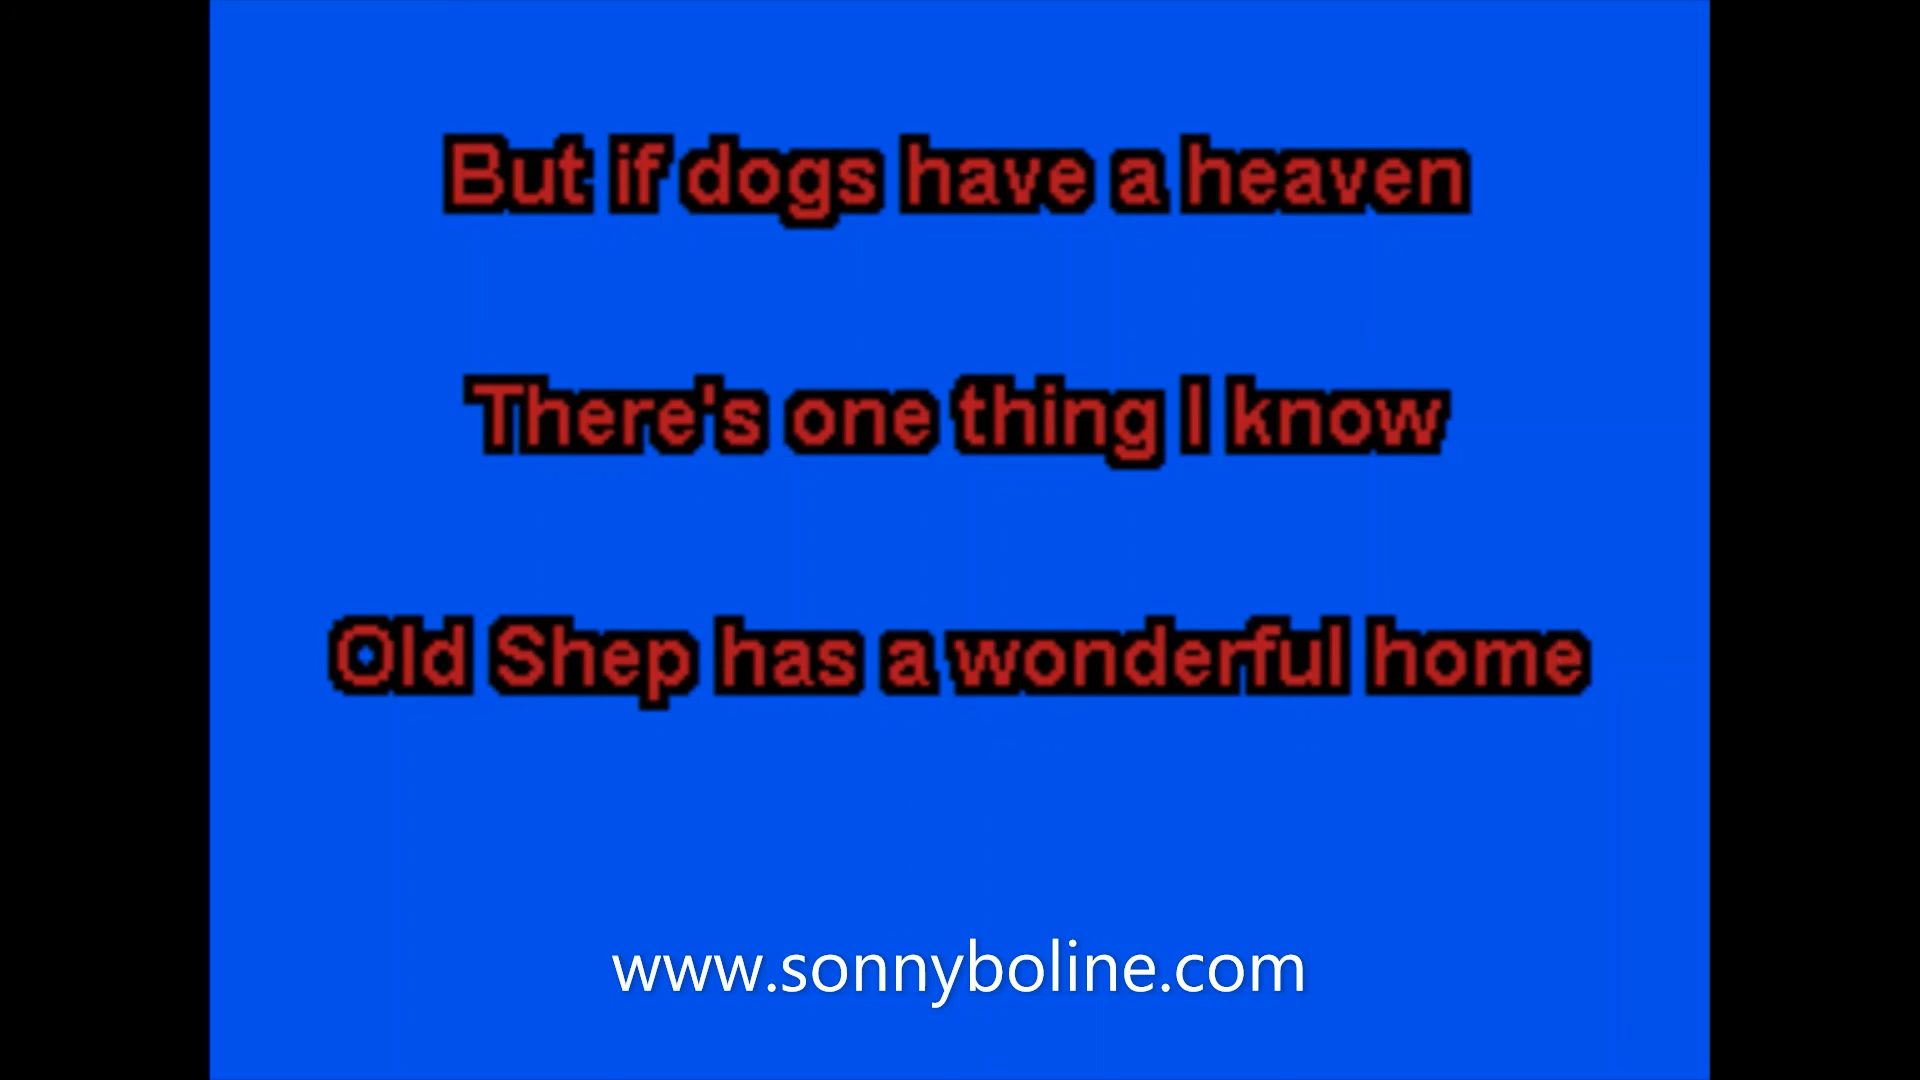 But if dogs have a heaven
There's one thing I know
Old Shep has a wonderful home
www.sonnyboline.com